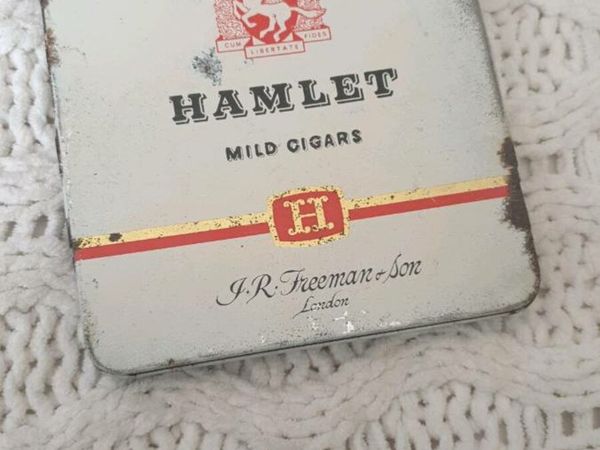 CUM LIBERTATE FIDES
HAMLET
MILD CIGARS
H
J.R. Freeman & Son
London